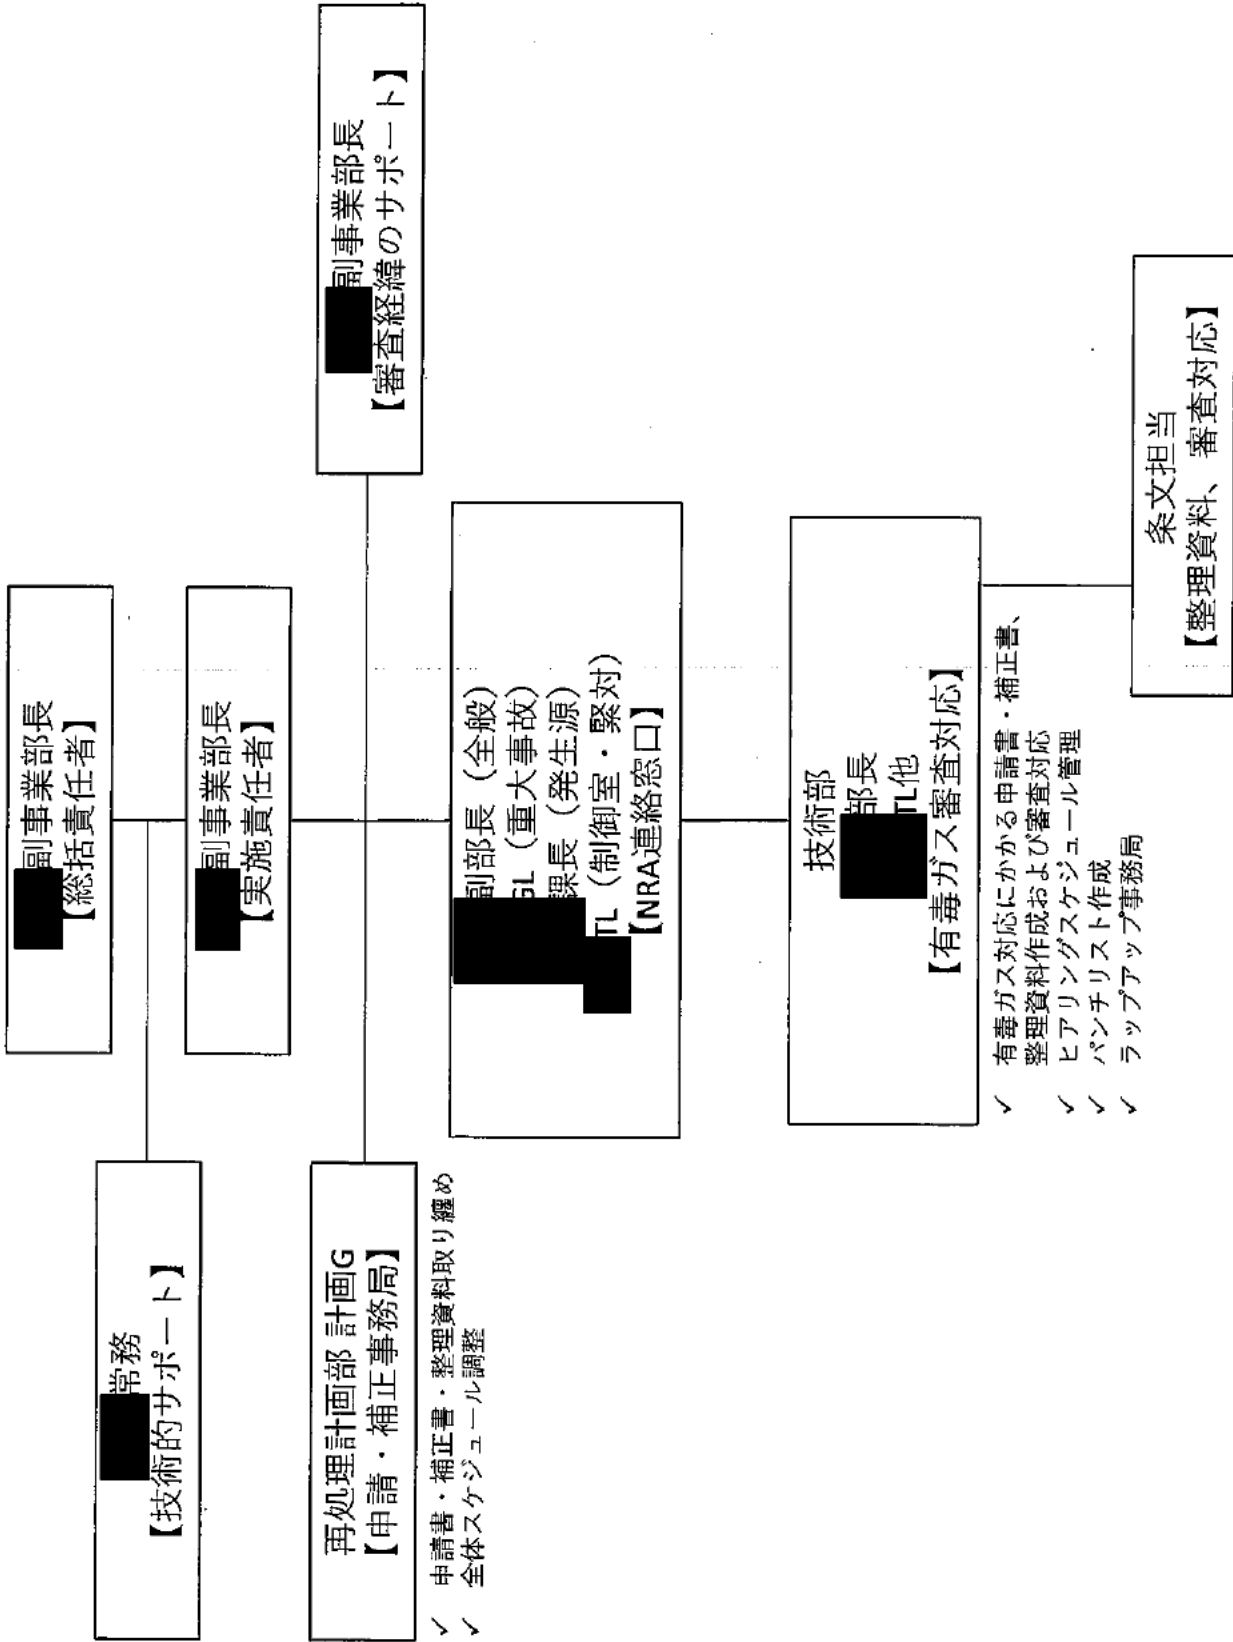 副事業部長
【総括責任者】
常務
【技術的サポート】
副事業部長
【実施責任者】
副事業部長
【審査経緯のサポート】
再処理計画部 計画G
【申請・補正事務局】
✓ 申請書・補正書・整理資料取り纏め
✓ 全体スケジュール調整
副部長（全般）
GL（重大事故）
課長（発生源）
TL（制御室・緊対）
【NRA連絡窓口】
技術部
部長
TL他
【有毒ガス審査対応】
✓ 有毒ガス対応にかかる申請書・補正書、
整理資料作成および審査対応
✓ ヒアリングスケジュール管理
✓ パンチリスト作成
✓ ラップアップ事務局
条文担当
【整理資料、審査対応】